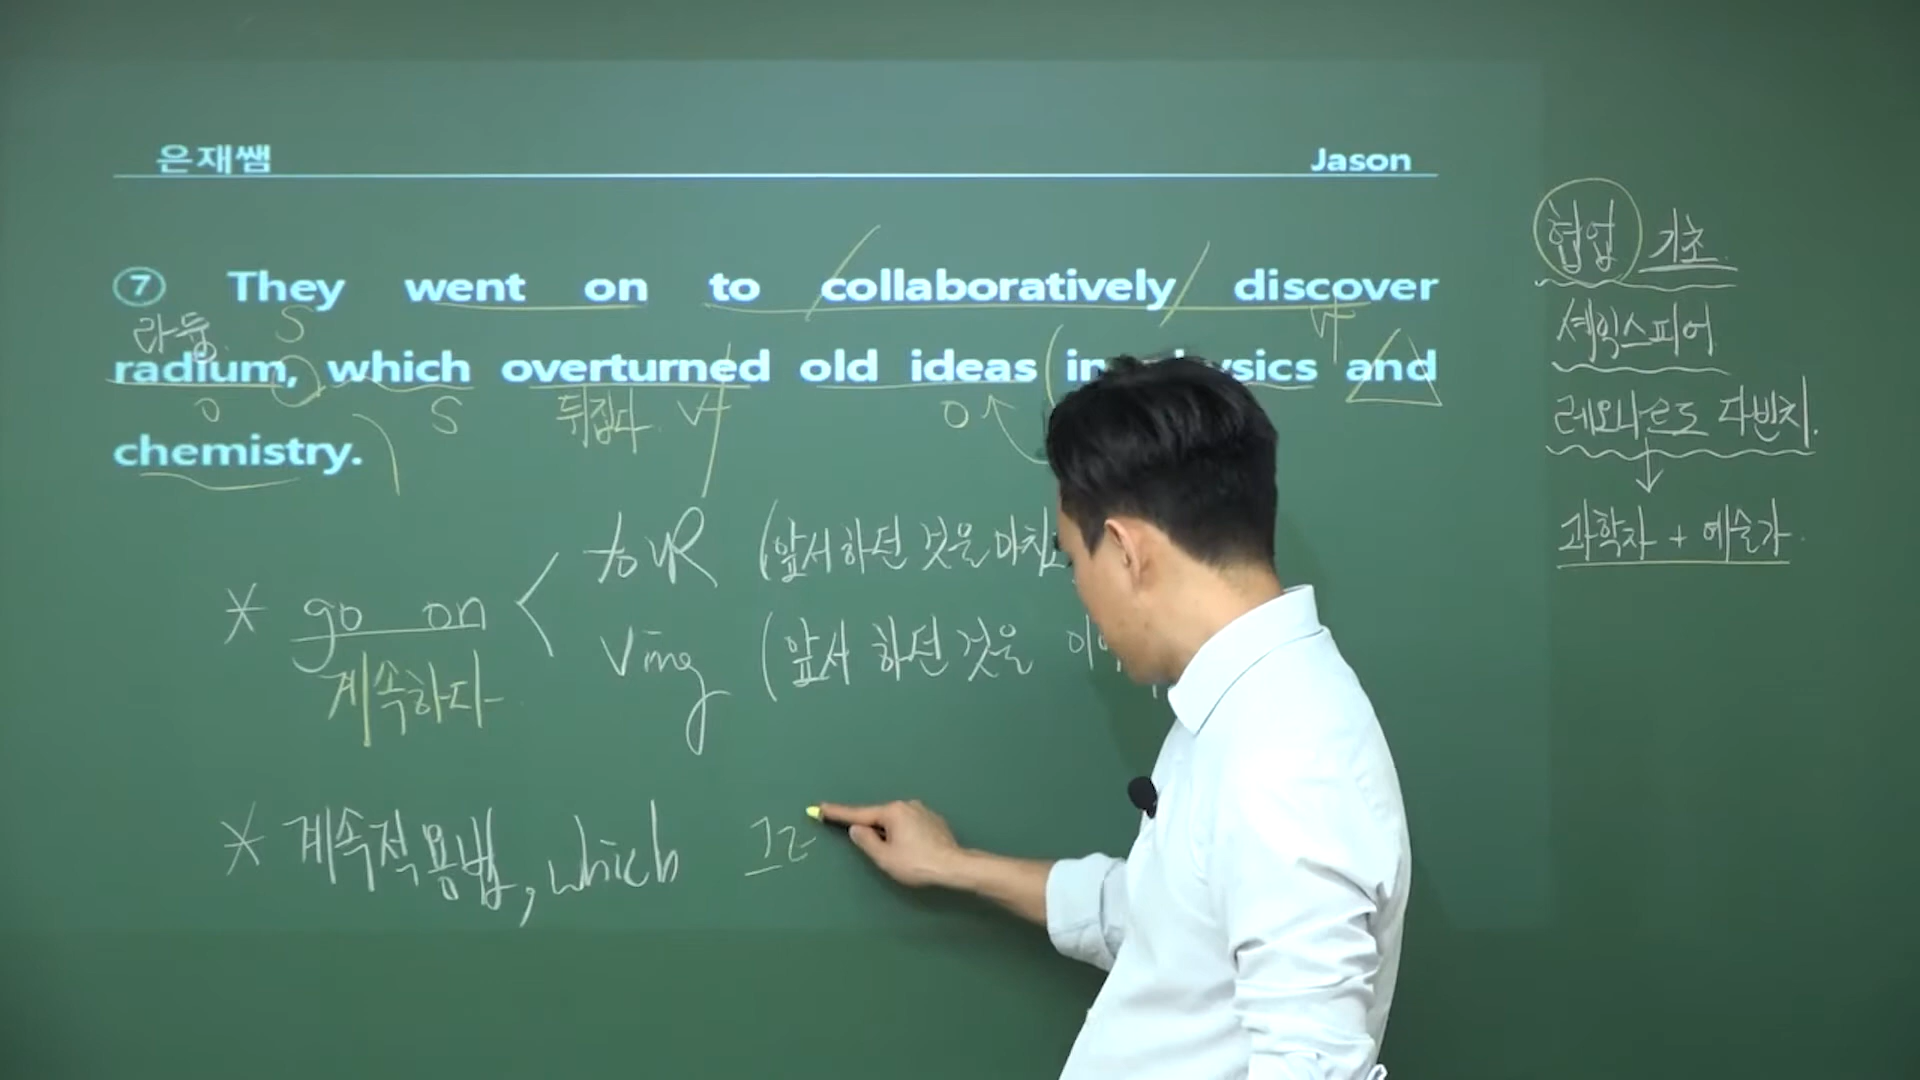 은재쌤 Jason
⑦ They went on to collaboratively discover
라듐. S V
radium, which overturned old ideas in physics and
O S 뒤집다. V O
chemistry.
* go on < to VR (앞서 하던 것을 마치고
계속하다 Ving (앞서 하던 것을
* 계속적 용법, which 그
협업 기초.
셰익스피어
레오나르도 다빈치.
↓
과학자 + 예술가.